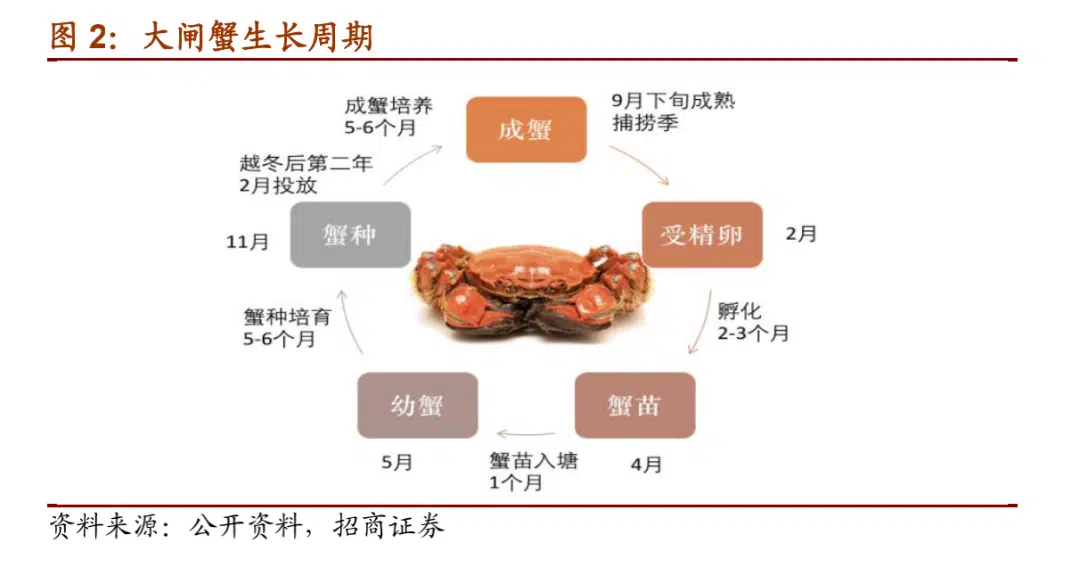 图 2：大闸蟹生长周期
成蟹培养
5-6个月
成蟹
9月下旬成熟
捕捞季
越冬后第二年
2月投放
蟹种
11月
受精卵
2月
孵化
2-3个月
蟹种培育
5-6个月
幼蟹
5月
蟹苗入塘
1个月
蟹苗
4月
资料来源：公开资料，招商证券